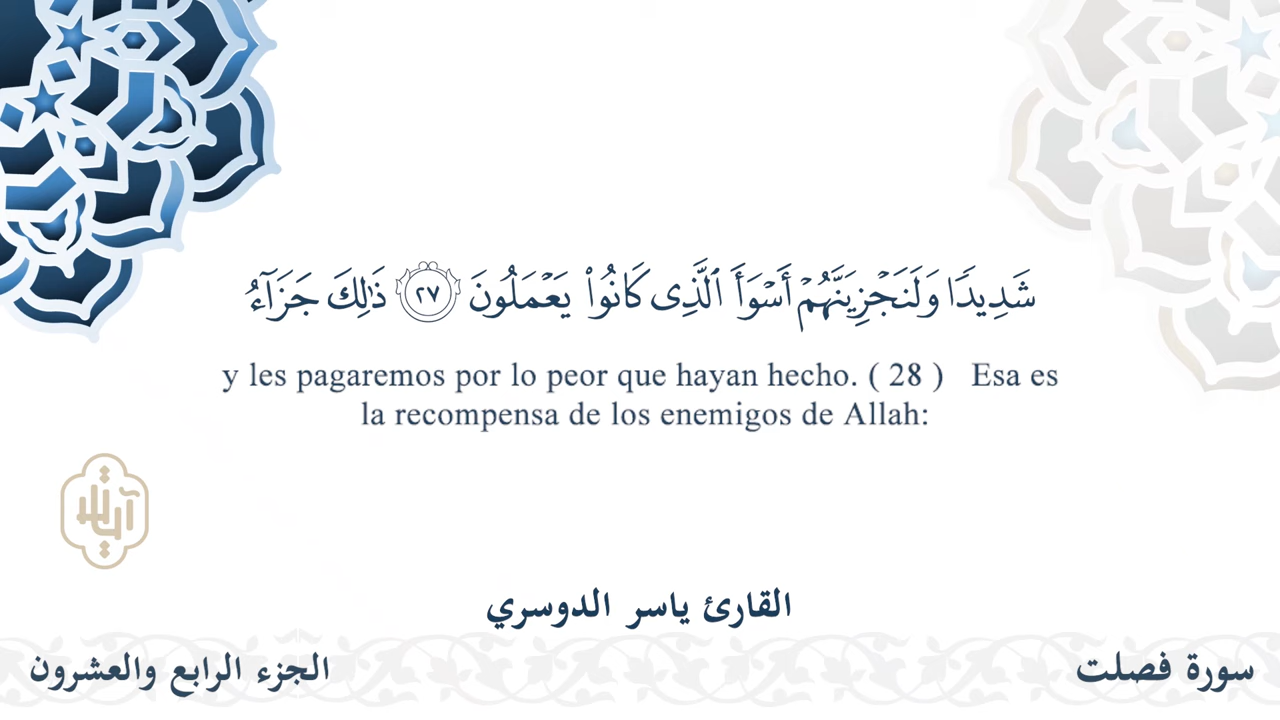 شَدِيدًا وَلَنَجْزِيَنَّهُمْ أَسْوَأَ ٱلَّذِى كَانُوا۟ يَعْمَلُونَ ٢٧ ذَٰلِكَ جَزَآءُ
y les pagaremos por lo peor que hayan hecho. ( 28 ) Esa es
la recompensa de los enemigos de Allah:
آيات
القارئ ياسر الدوسري
سورة فصلت
الجزء الرابع والعشرون